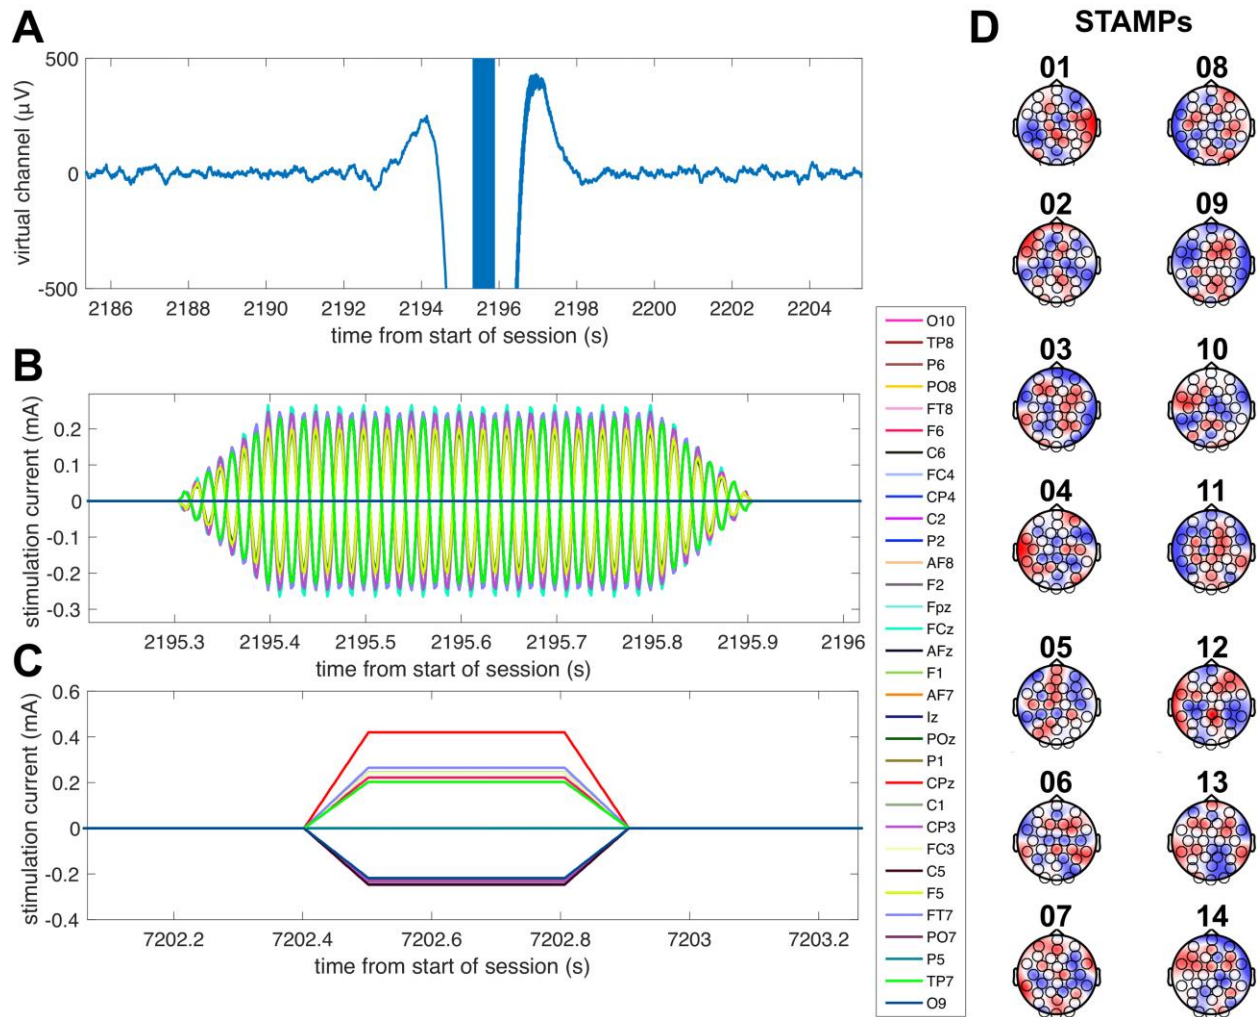 A
500
0
-500
virtual channel (µV)
2186 2188 2190 2192 2194 2196 2198 2200 2202 2204
time from start of session (s)
B
0.2
0.1
0
-0.1
-0.2
-0.3
stimulation current (mA)
2195.3 2195.4 2195.5 2195.6 2195.7 2195.8 2195.9 2196
time from start of session (s)
C
0.6
0.4
0.2
0
-0.2
-0.4
stimulation current (mA)
7202.2 7202.4 7202.6 7202.8 7203 7203.2
time from start of session (s)
O10
TP8
P6
PO8
FT8
F6
C6
FC4
CP4
C2
P2
AF8
F2
Fpz
FCz
AFz
F1
AF7
Iz
POz
P1
CPz
C1
CP3
FC3
C5
F5
FT7
PO7
P5
TP7
O9
D STAMPs
01 08
02 09
03 10
04 11
05 12
06 13
07 14